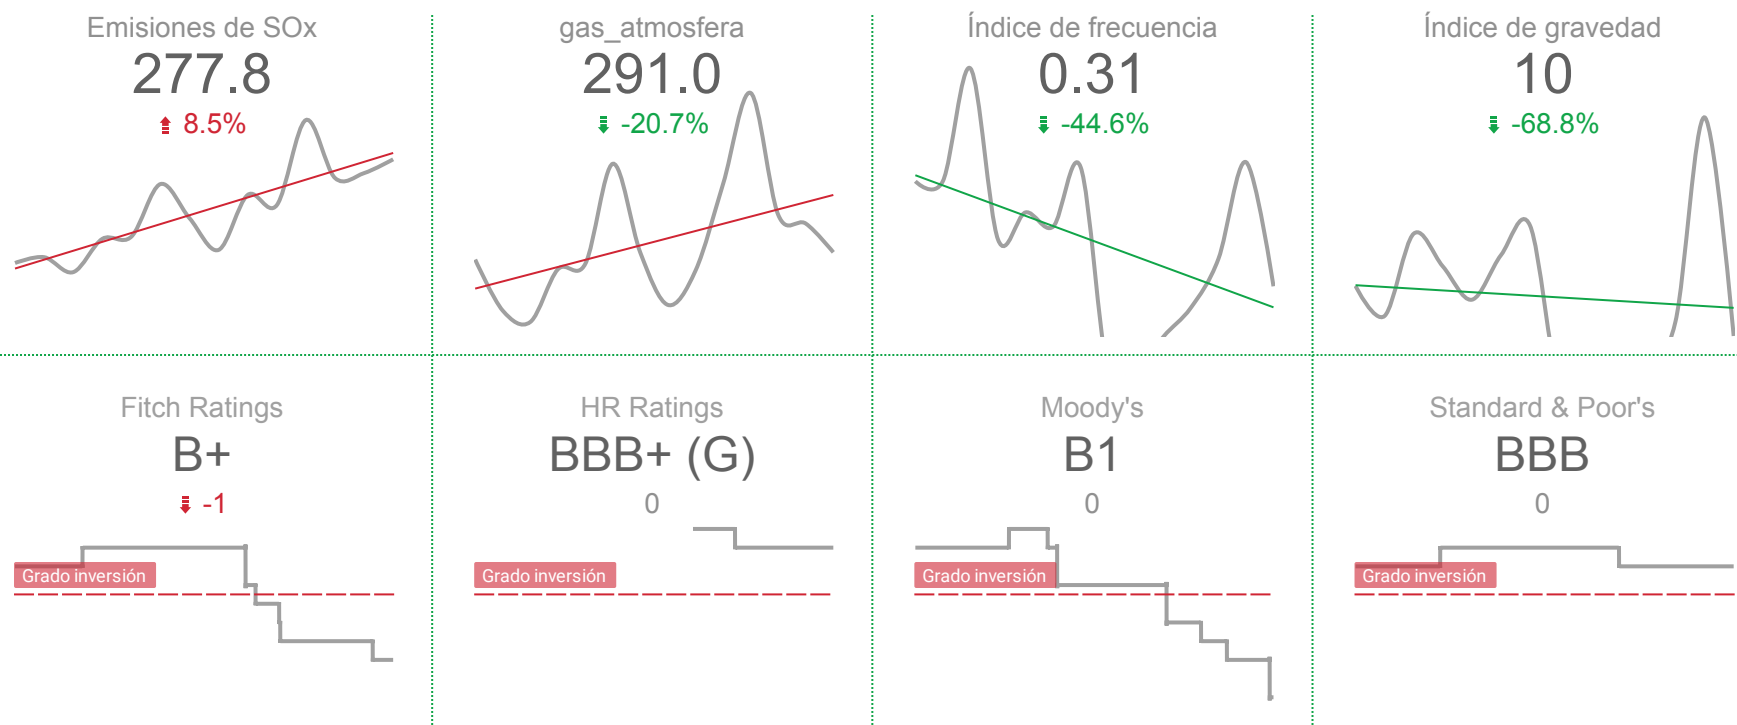 Emisiones de SOx
277.8
8.5%
gas_atmosfera
291.0
-20.7%
Índice de frecuencia
0.31
-44.6%
Índice de gravedad
10
-68.8%
Fitch Ratings
B+
-1
Grado inversión
HR Ratings
BBB+ (G)
0
Grado inversión
Moody's
B1
0
Grado inversión
Standard & Poor's
BBB
0
Grado inversión